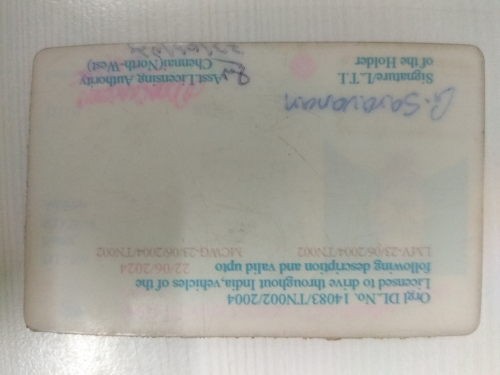 Orgl DL.No. 14083/TN002/2004
Licensed to drive throughout India,vehicles of the
following description and valid upto 22/06/2024
LMV-23/06/2004/TN002 MCWG-23/06/2004/TN002
G. Saravanan
Signature/L.T.I. Asst.Licensing Authority
of the Holder Chennai(North-West)